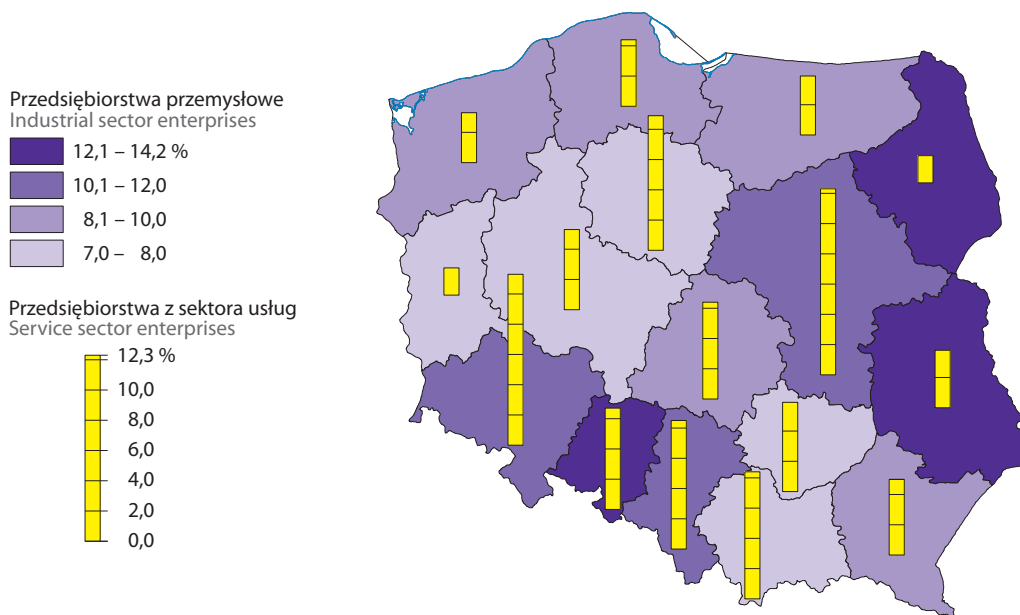 Przedsiębiorstwa przemysłowe
Industrial sector enterprises
12,1 – 14,2 %
10,1 – 12,0
8,1 – 10,0
7,0 – 8,0
Przedsiębiorstwa z sektora usług
Service sector enterprises
12,3 %
10,0
8,0
6,0
4,0
2,0
0,0